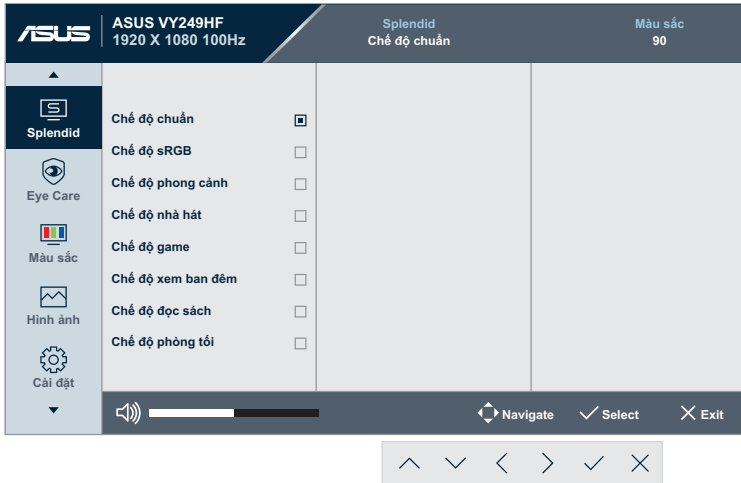 ASUS
ASUS VY249HF
1920 X 1080 100Hz
Splendid
Chế độ chuẩn
Màu sắc
90
Splendid
Eye Care
Màu sắc
Hình ảnh
Cài đặt
Chế độ chuẩn
Chế độ sRGB
Chế độ phong cảnh
Chế độ nhà hát
Chế độ game
Chế độ xem ban đêm
Chế độ đọc sách
Chế độ phòng tối
Navigate
Select
Exit